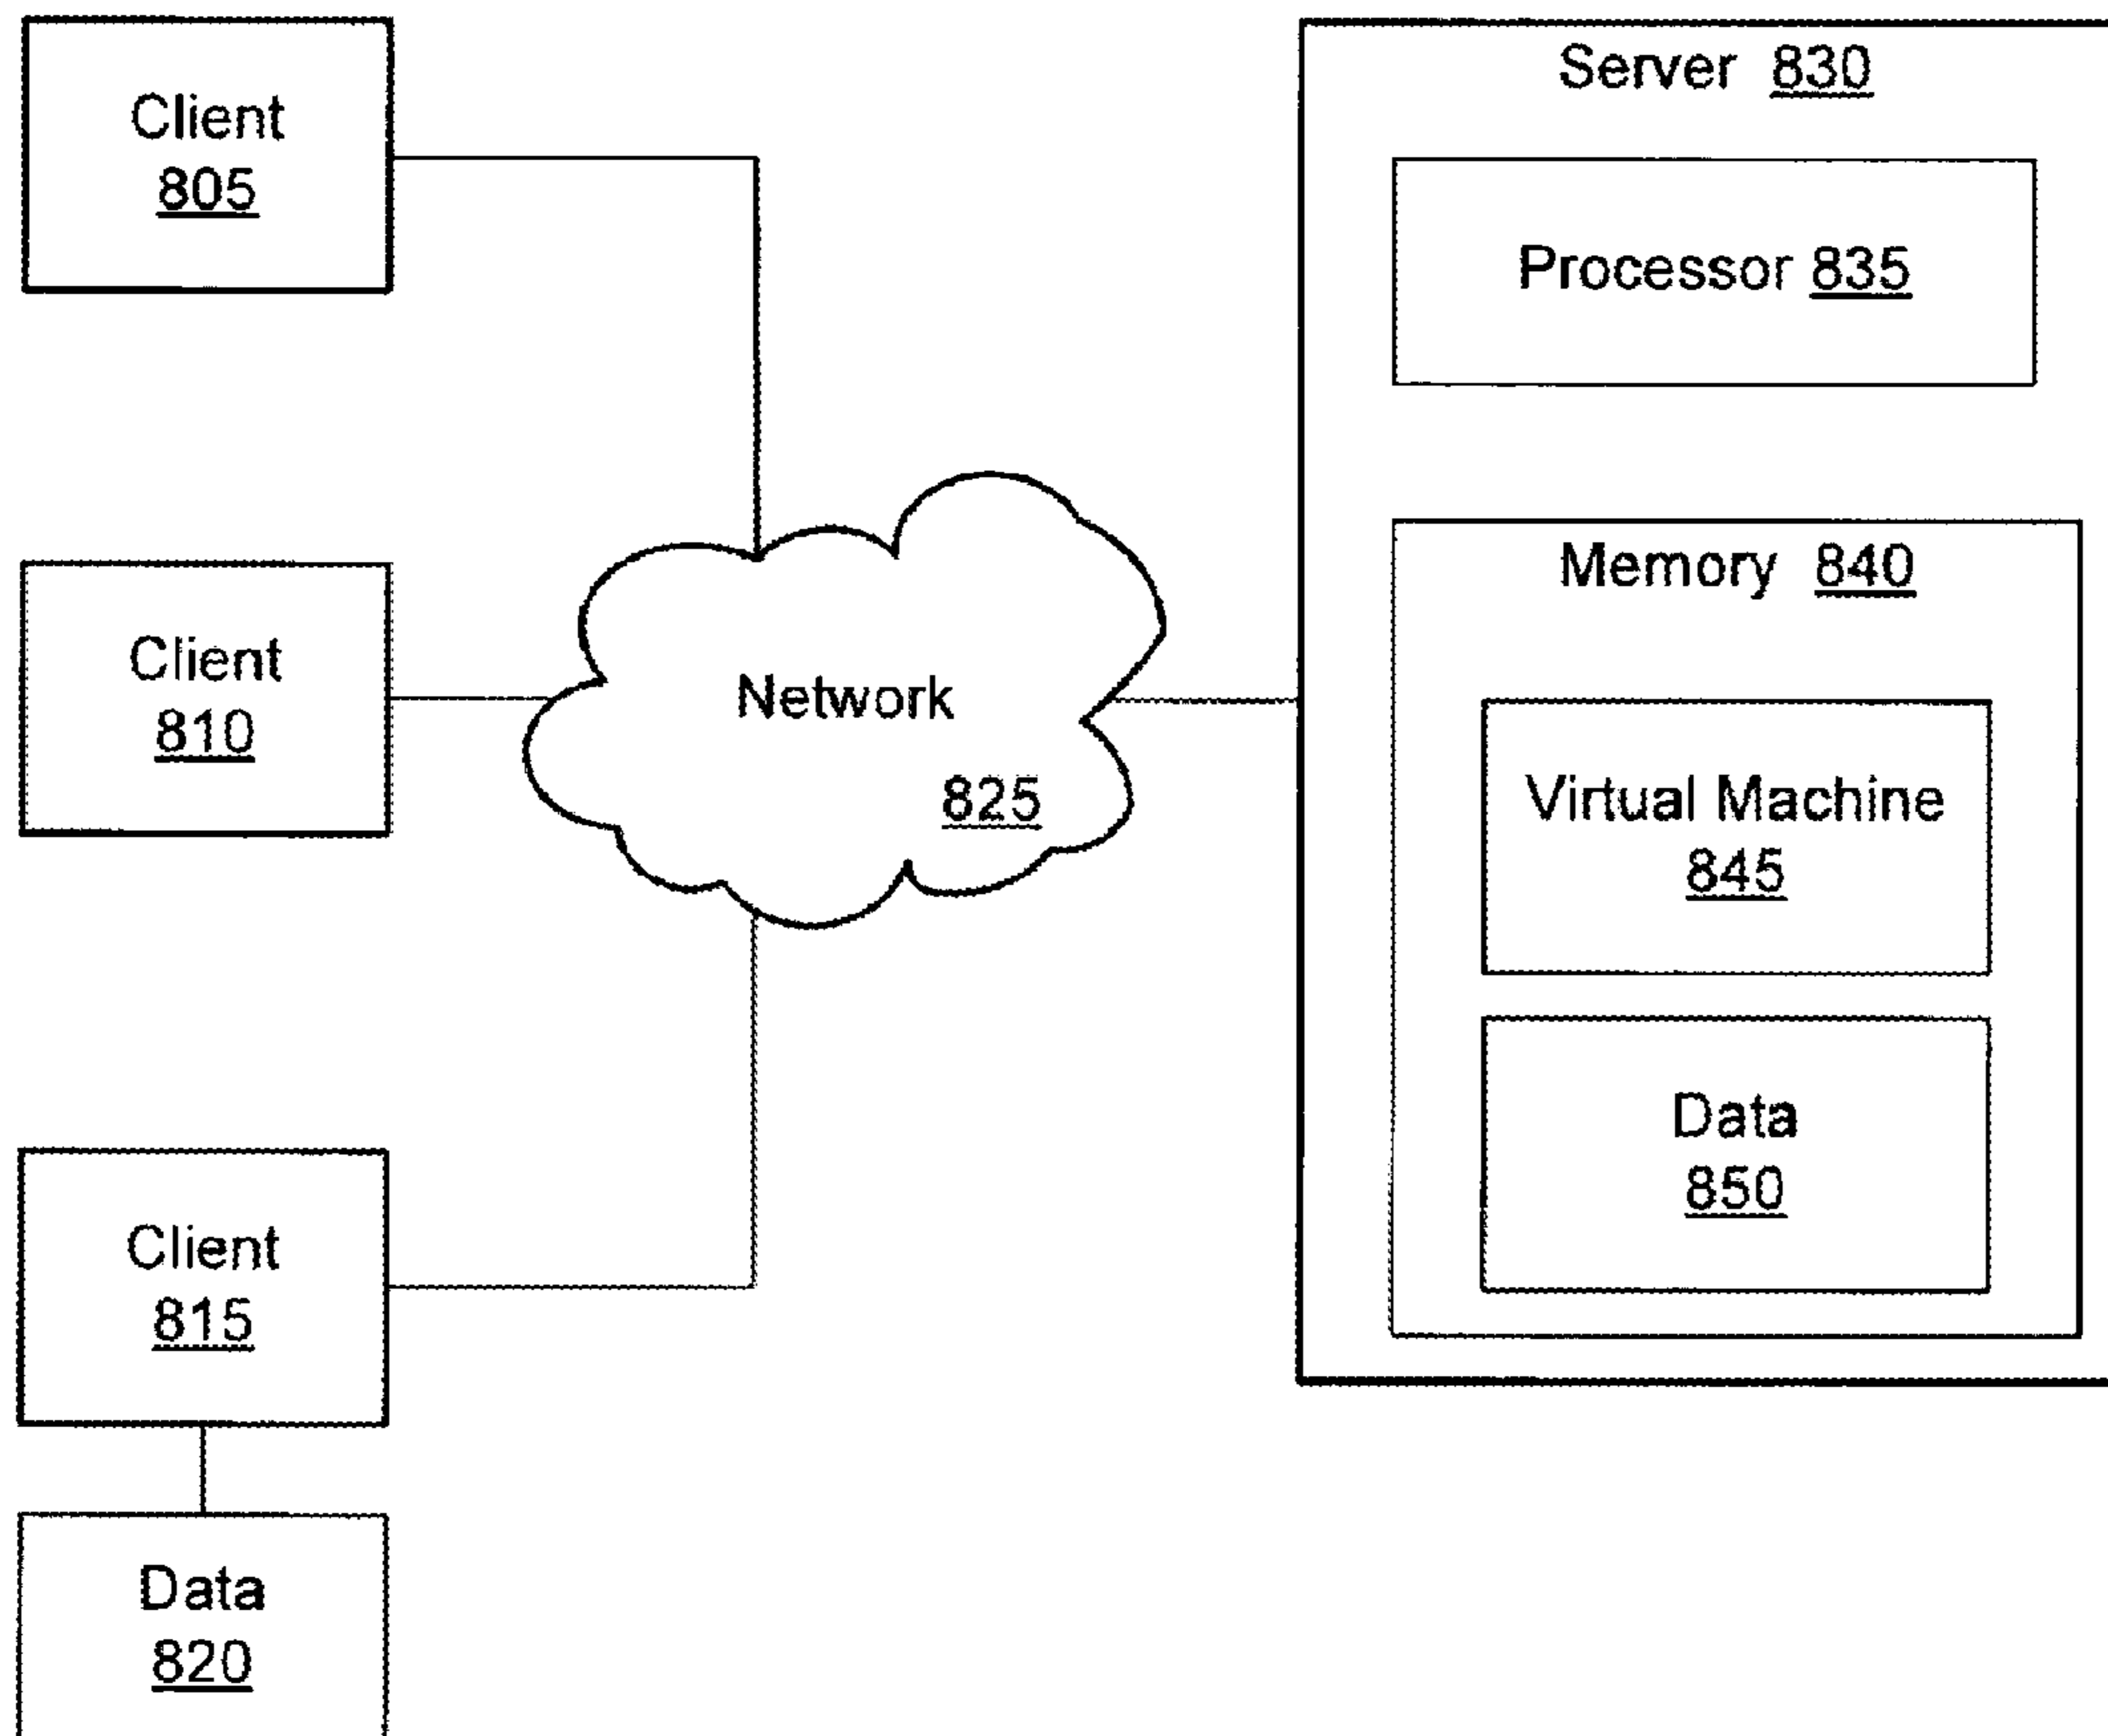 Client
805
Client
810
Client
815
Data
820
Network
825
Server 830
Processor 835
Memory 840
Virtual Machine
845
Data
850